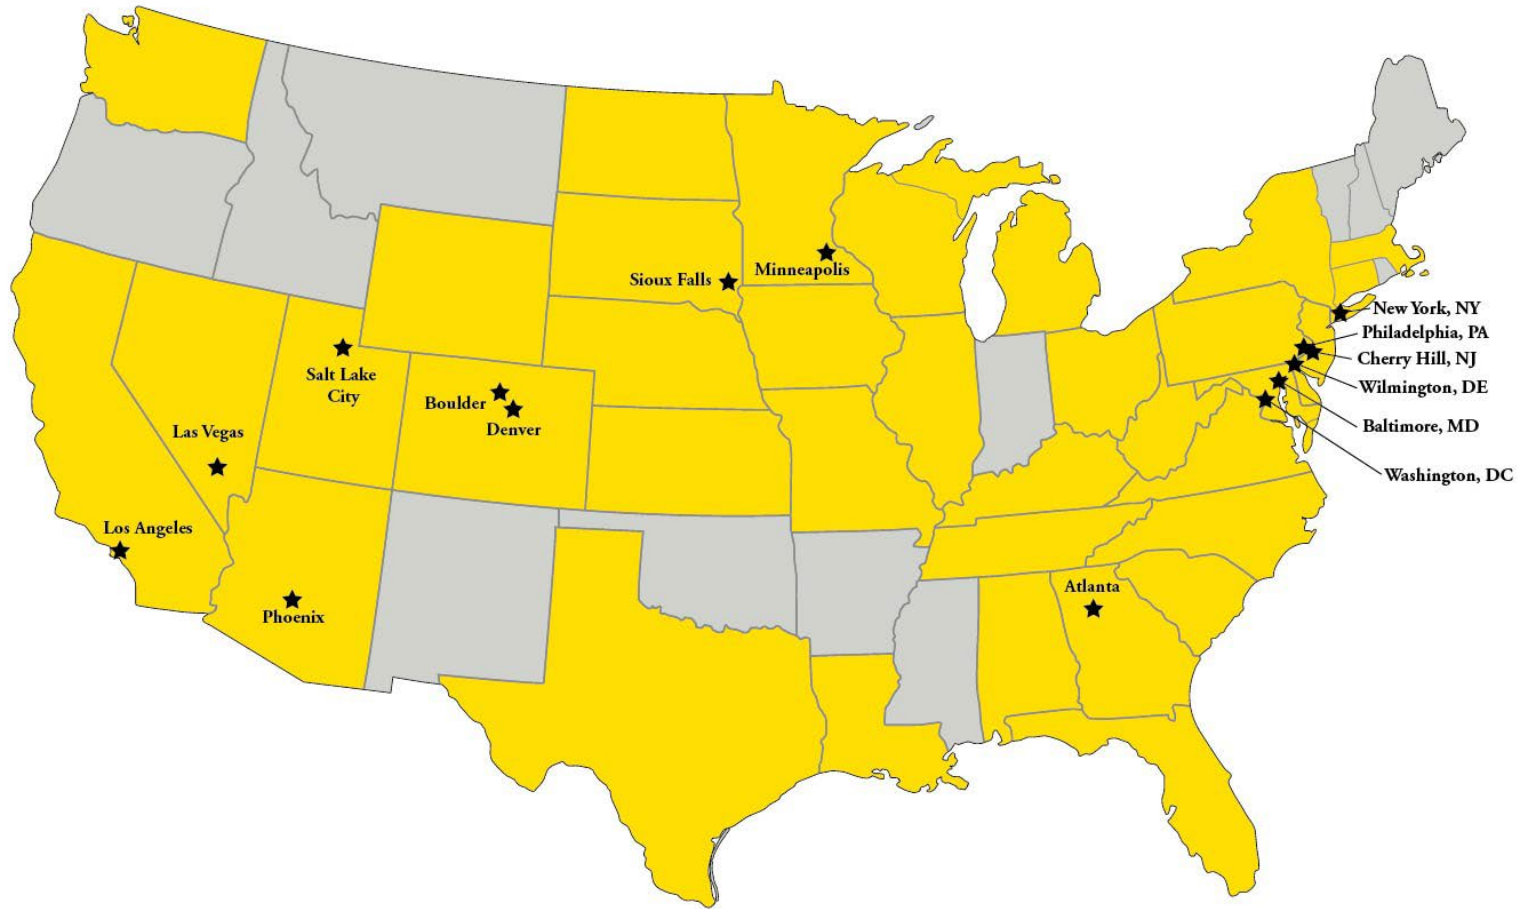 Sioux Falls
Minneapolis
New York, NY
Philadelphia, PA
Cherry Hill, NJ
Salt Lake
City
Wilmington, DE
Boulder
Denver
Baltimore, MD
Las Vegas
Washington, DC
Los Angeles
Atlanta
Phoenix